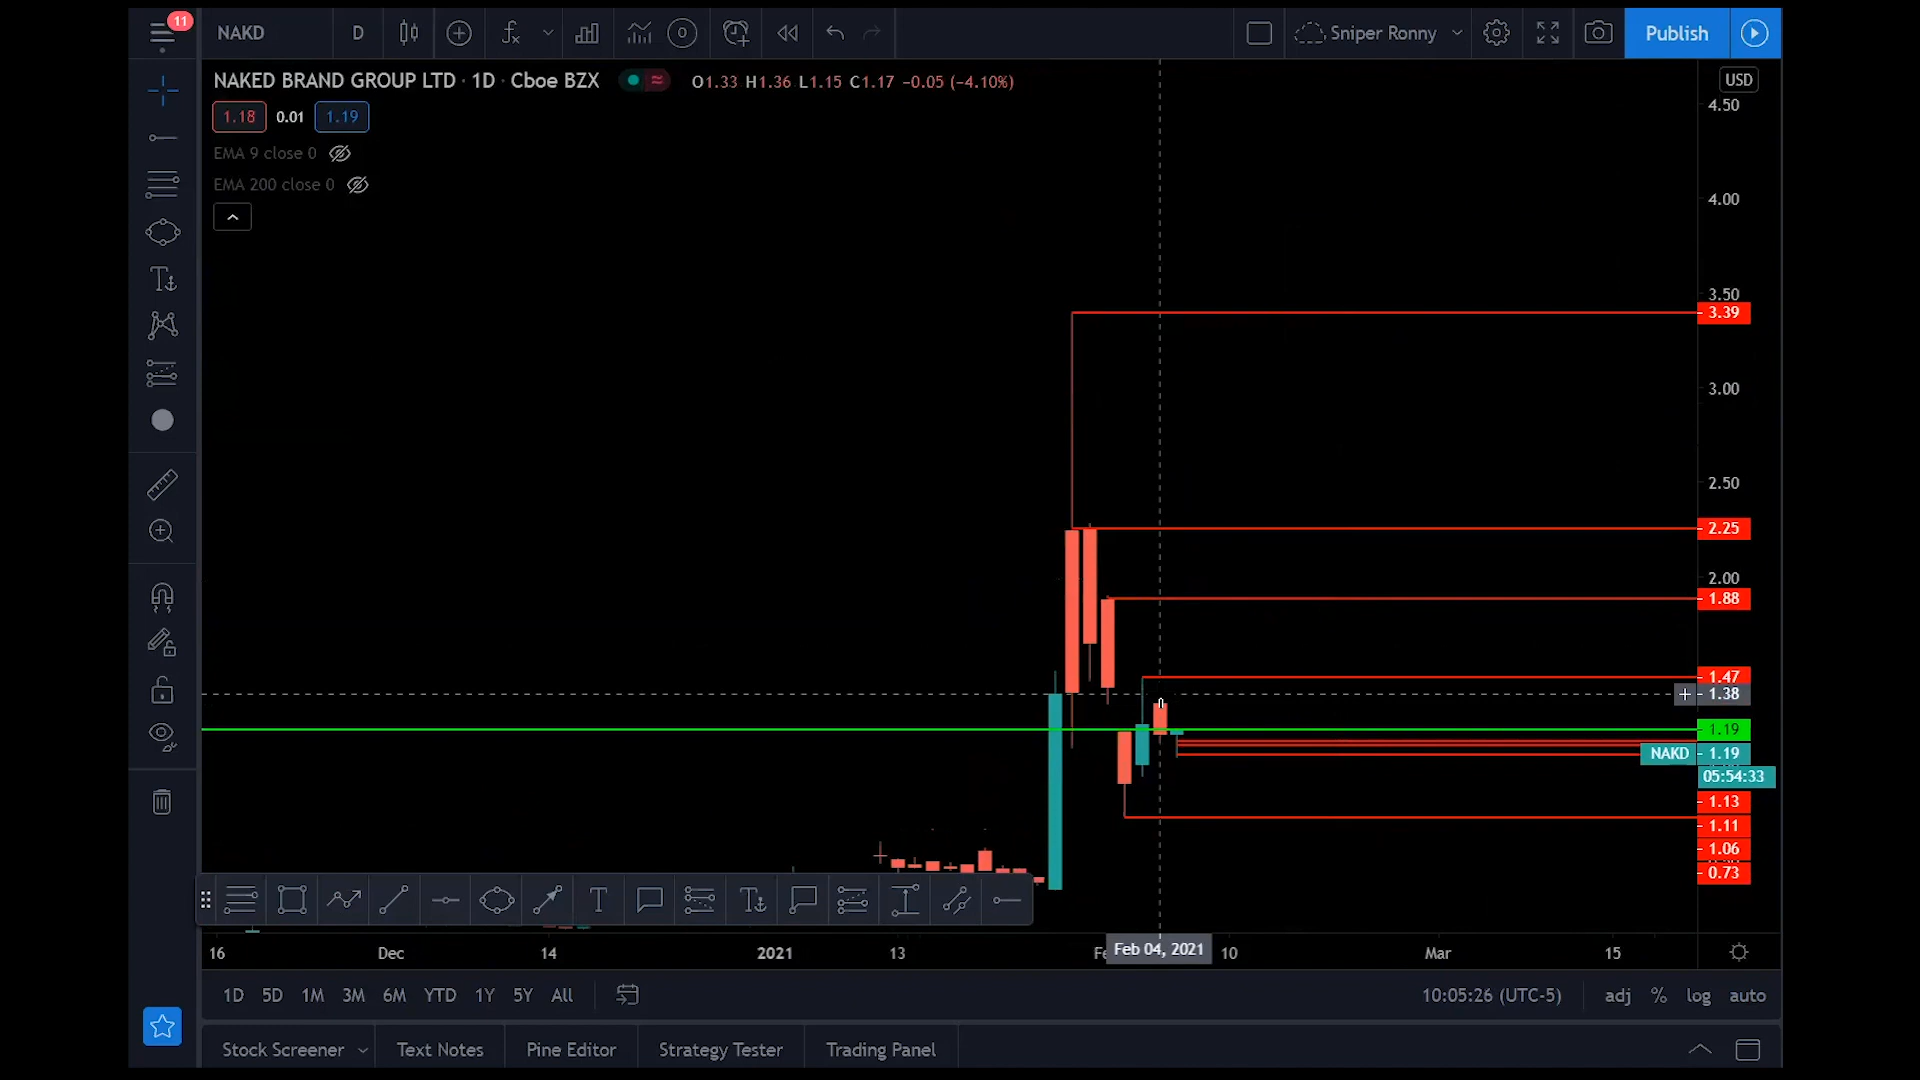 11
NAKD D Sniper Ronny Publish
NAKED BRAND GROUP LTD · 1D · Cboe BZX O1.33 H1.36 L1.15 C1.17 −0.05 (−4.10%) USD
1.18 0.01 1.19
EMA 9 close 0
EMA 200 close 0
4.50
4.00
3.50
3.39
3.00
2.50
2.25
2.00
1.88
1.47
1.38
1.19
NAKD 1.19
05:54:33
1.13
1.11
1.06
0.73
16 Dec 14 2021 13 Fe Feb 04, 2021 10 Mar 15
1D 5D 1M 3M 6M YTD 1Y 5Y All 10:05:26 (UTC-5) adj % log auto
Stock Screener Text Notes Pine Editor Strategy Tester Trading Panel